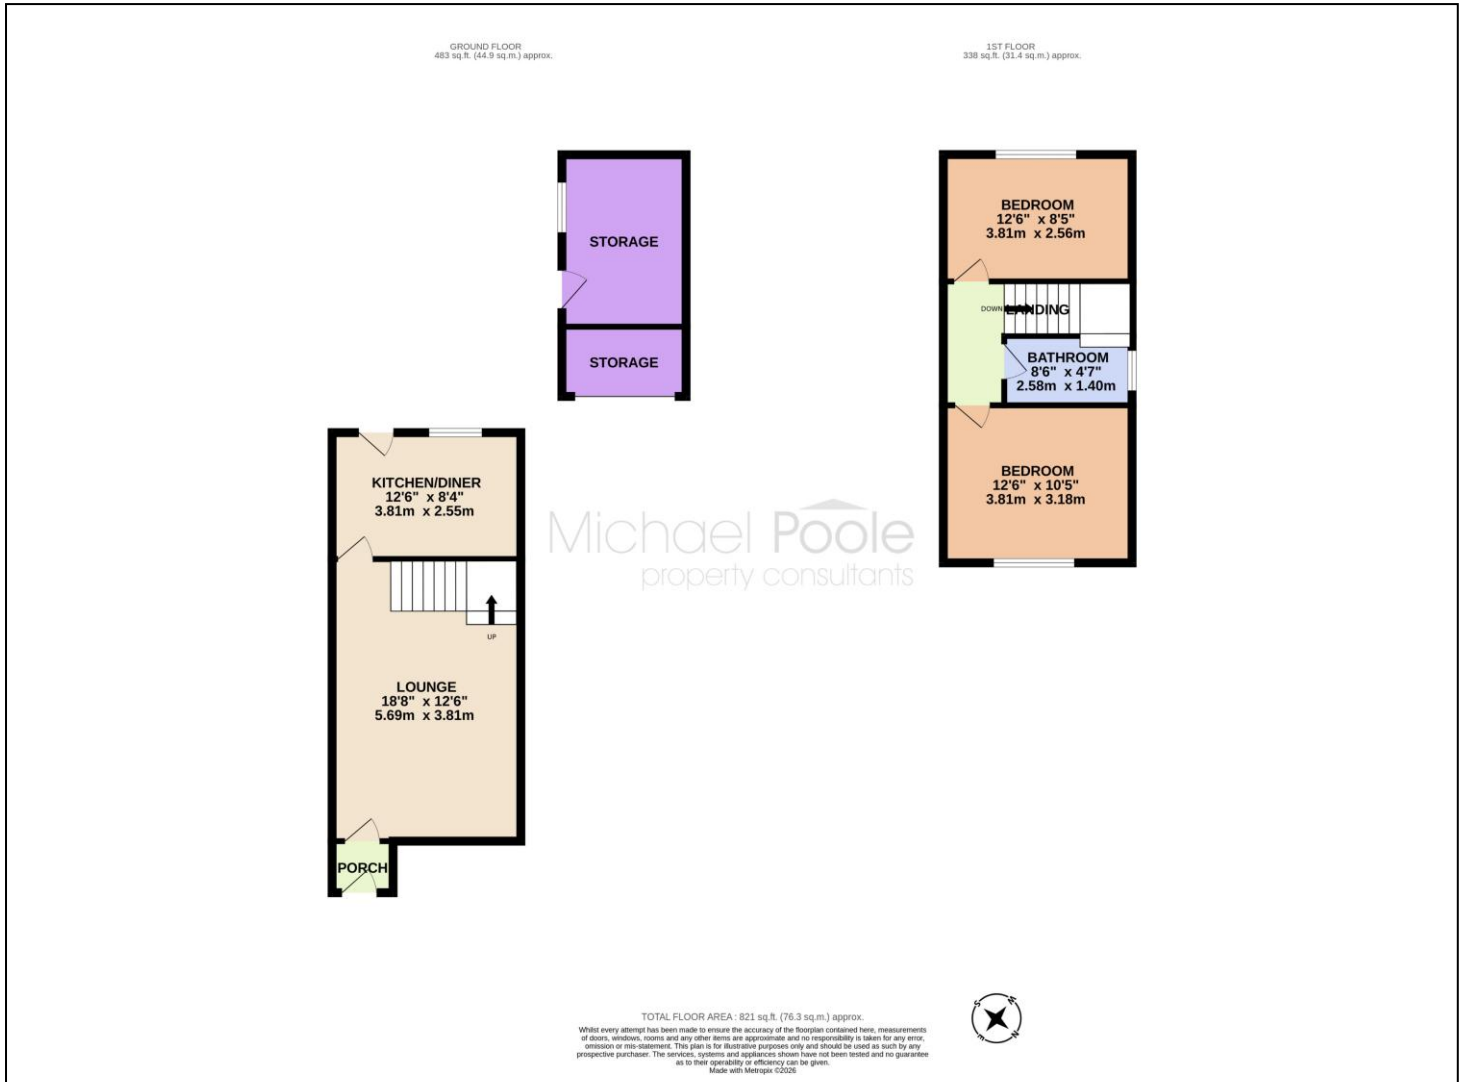 GROUND FLOOR
483 sq.ft. (44.9 sq.m.) approx.
1ST FLOOR
338 sq.ft. (31.4 sq.m.) approx.
STORAGE
STORAGE
BEDROOM
12'6" x 8'5"
3.81m x 2.56m
DOWN
LANDING
BATHROOM
8'6" x 4'7"
2.58m x 1.40m
BEDROOM
12'6" x 10'5"
3.81m x 3.18m
KITCHEN/DINER
12'6" x 8'4"
3.81m x 2.55m
UP
LOUNGE
18'8" x 12'6"
5.69m x 3.81m
PORCH
Michael Poole
property consultants
TOTAL FLOOR AREA : 821 sq.ft. (76.3 sq.m.) approx.
Whilst every attempt has been made to ensure the accuracy of the floorplan contained here, measurements
of doors, windows, rooms and any other items are approximate and no responsibility is taken for any error,
omission or mis-statement. This plan is for illustrative purposes only and should be used as such by any
prospective purchaser. The services, systems and appliances shown have not been tested and no guarantee
as to their operability or efficiency can be given.
Made with Metropix ©2026
S
W
E
N